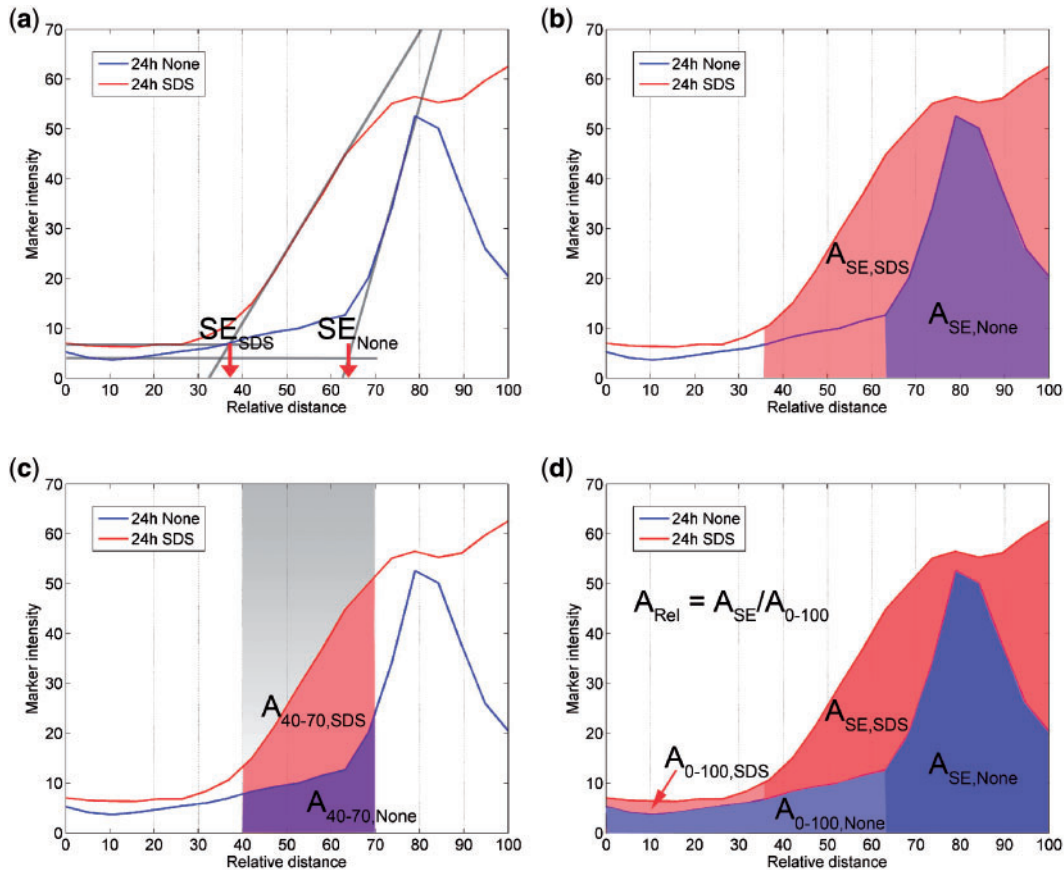 (a)
70
60
50
40
30
20
10
0
Marker intensity
24h None
24h SDS
SE SDS
SE None
0 10 20 30 40 50 60 70 80 90 100
Relative distance
(b)
70
60
50
40
30
20
10
0
Marker intensity
24h None
24h SDS
A SE,SDS
A SE,None
0 10 20 30 40 50 60 70 80 90 100
Relative distance
(c)
70
60
50
40
30
20
10
0
Marker intensity
24h None
24h SDS
A 40-70,SDS
A 40-70,None
0 10 20 30 40 50 60 70 80 90 100
Relative distance
(d)
70
60
50
40
30
20
10
0
Marker intensity
24h None
24h SDS
A Rel = A SE/A 0-100
A SE,SDS
A 0-100,SDS
A SE,None
A 0-100,None
0 10 20 30 40 50 60 70 80 90 100
Relative distance